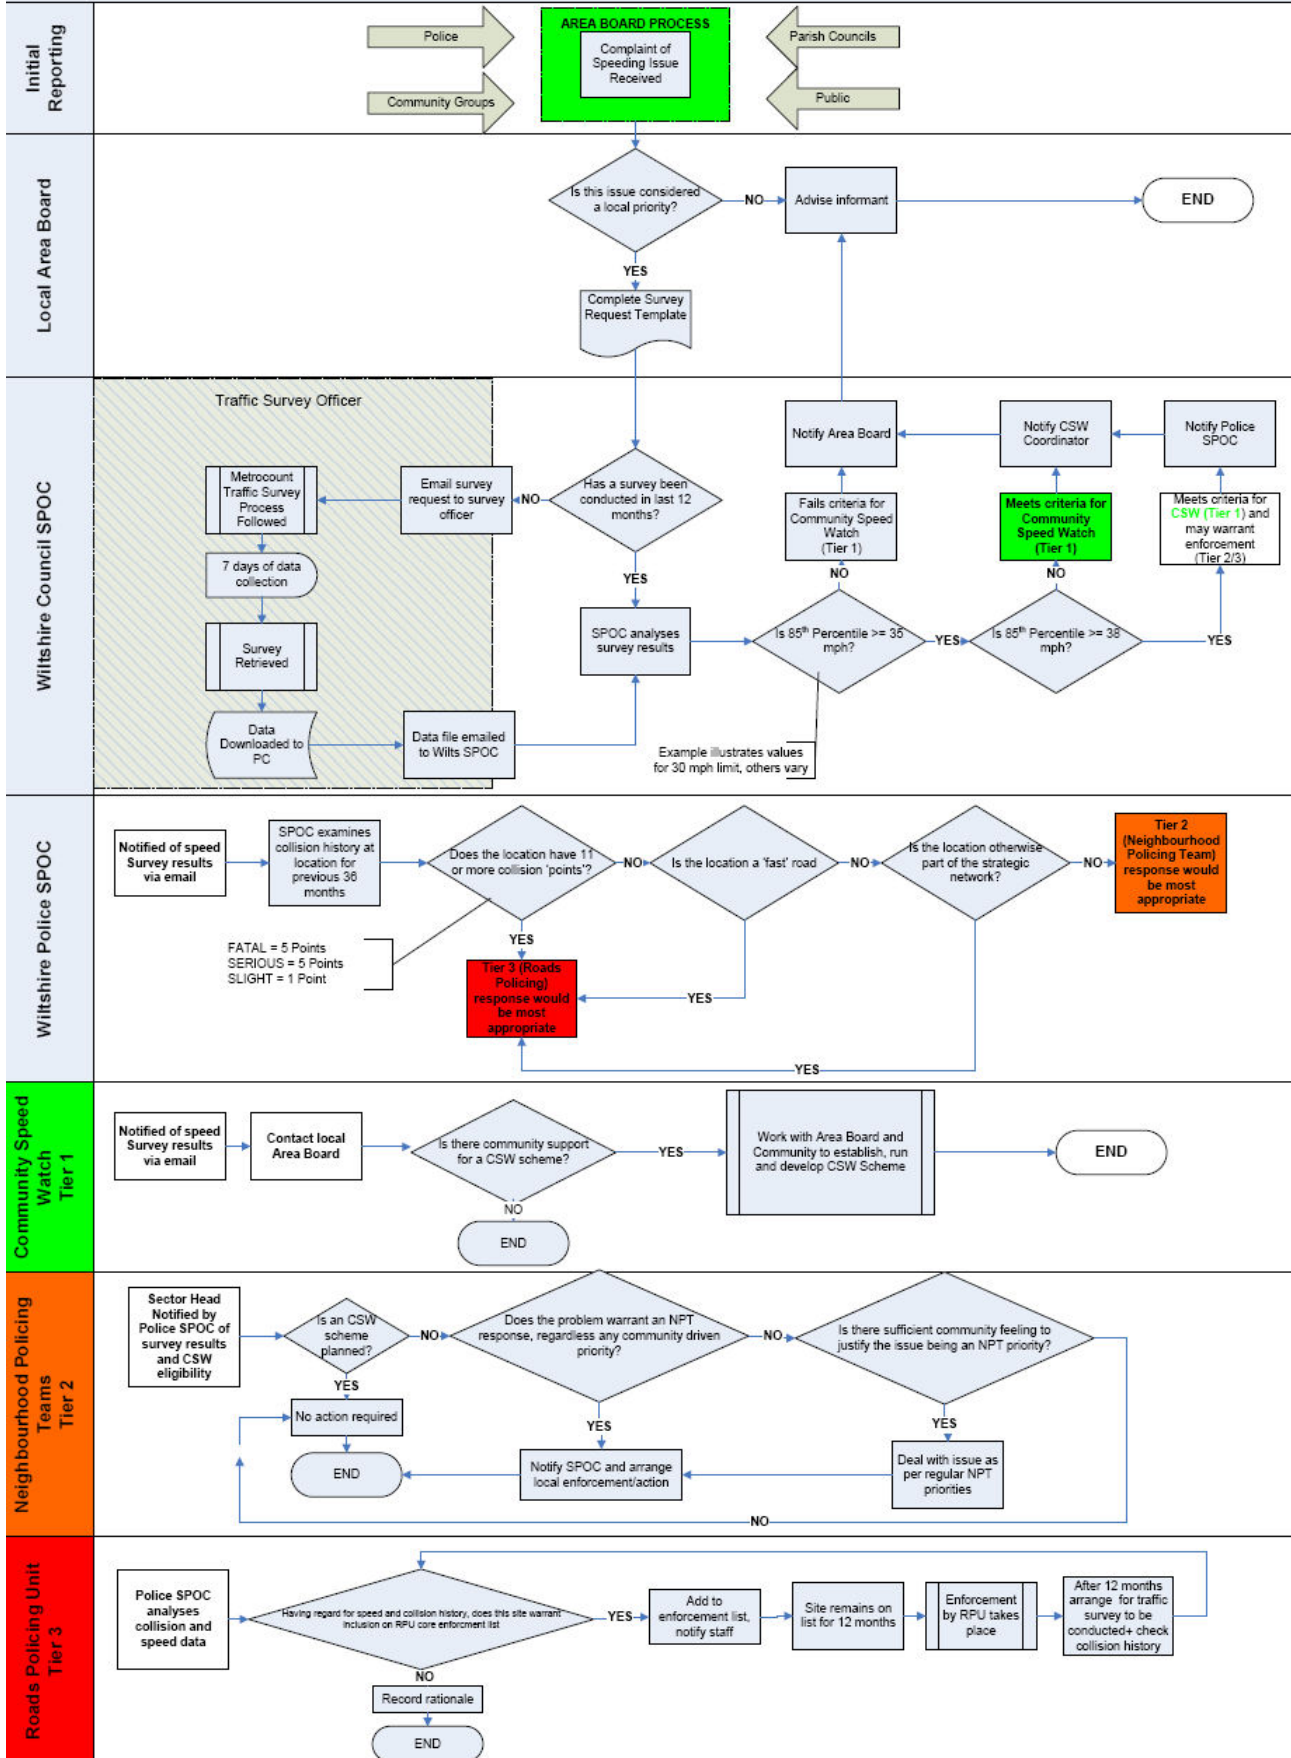 Initial
Reporting
Police
Community Groups
AREA BOARD PROCESS
Complaint of
Speeding Issue
Received
Parish Councils
Public
Local Area Board
Is this issue considered
a local priority?
NO
Advise informant
END
YES
Complete Survey
Request Template
Wiltshire Council SPOC
Traffic Survey Officer
Metrocount
Traffic Survey
Process
Followed
Email survey
request to survey
officer
NO
Has a survey been
conducted in last 12
months?
7 days of data
collection
Survey
Retrieved
Data
Downloaded to
PC
Data file emailed
to Wilts SPOC
YES
SPOC analyses
survey results
Notify Area Board
Notify CSW
Coordinator
Notify Police
SPOC
Fails criteria for
Community Speed
Watch
(Tier 1)
Meets criteria for
Community
Speed Watch
(Tier 1)
Meets criteria for
CSW (Tier 1) and
may warrant
enforcement
(Tier 2/3)
NO
NO
Is 85th Percentile >= 35
mph?
YES
Is 85th Percentile >= 38
mph?
YES
Example illustrates values
for 30 mph limit, others vary
Wiltshire Police SPOC
Notified of speed
Survey results
via email
SPOC examines
collision history at
location for
previous 36
months
Does the location have 11
or more collision 'points'?
NO
Is the location a 'fast' road
NO
Is the location otherwise
part of the strategic
network?
NO
Tier 2
(Neighbourhood
Policing Team)
response would
be most
appropriate
FATAL = 5 Points
SERIOUS = 5 Points
SLIGHT = 1 Point
YES
Tier 3 (Roads
Policing)
response would
be most
appropriate
YES
YES
Community Speed
Watch
Tier 1
Notified of speed
Survey results
via email
Contact local
Area Board
Is there community support
for a CSW scheme?
YES
Work with Area Board and
Community to establish, run
and develop CSW Scheme
END
NO
END
Neighbourhood Policing
Teams
Tier 2
Sector Head
Notified by
Police SPOC of
survey results
and CSW
eligibility
Is an CSW
scheme
planned?
NO
Does the problem warrant an NPT
response, regardless any community driven
priority?
NO
Is there sufficient community feeling to
justify the issue being an NPT priority?
YES
No action required
END
YES
Notify SPOC and arrange
local enforcement/action
YES
Deal with issue as
per regular NPT
priorities
NO
Roads Policing Unit
Tier 3
Police SPOC
analyses
collision and
speed data
Having regard for speed and collision history, does this site warrant
inclusion on RPU core enforcment list
YES
Add to
enforcement list,
notify staff
Site remains on
list for 12 months
Enforcement
by RPU takes
place
After 12 months
arrange for traffic
survey to be
conducted+ check
collision history
NO
Record rationale
END